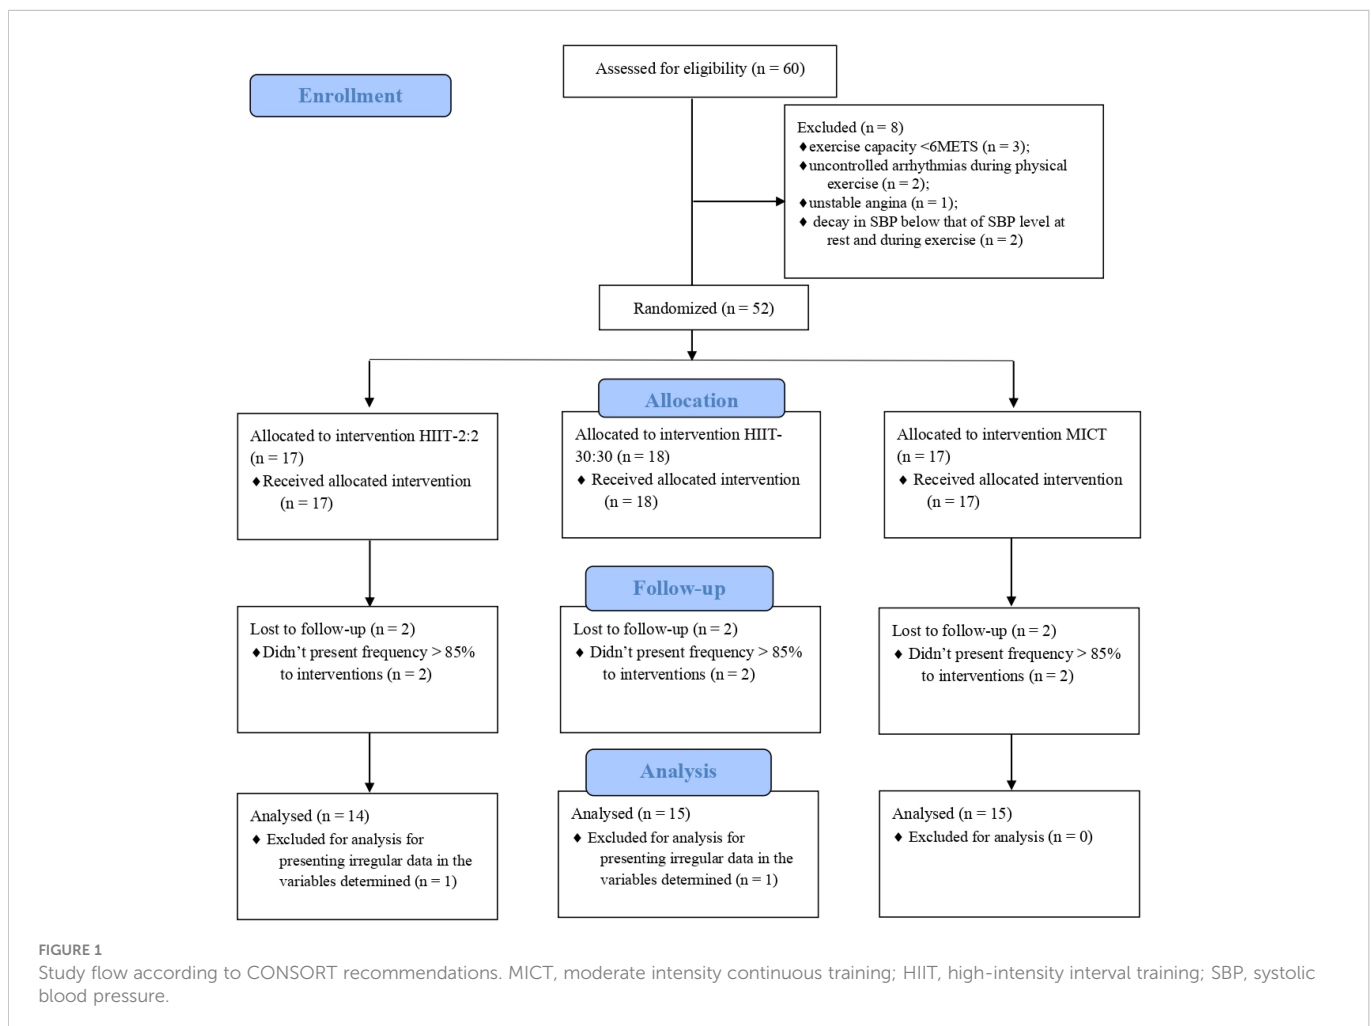 Enrollment
Assessed for eligibility (n = 60)
Excluded (n = 8)
♦exercise capacity <6METS (n = 3);
♦uncontrolled arrhythmias during physical
exercise (n = 2);
♦unstable angina (n = 1);
♦ decay in SBP below that of SBP level at
rest and during exercise (n = 2)
Randomized (n = 52)
Allocation
Allocated to intervention HIIT-2:2
(n = 17)
♦Received allocated intervention
(n = 17)
Allocated to intervention HIIT-
30:30 (n = 18)
♦ Received allocated intervention
(n = 18)
Allocated to intervention MICT
(n = 17)
♦ Received allocated intervention
(n = 17)
Follow-up
Lost to follow-up (n = 2)
♦Didn’t present frequency > 85%
to interventions (n = 2)
Lost to follow-up (n = 2)
♦ Didn’t present frequency > 85%
to interventions (n = 2)
Lost to follow-up (n = 2)
♦ Didn’t present frequency > 85%
to interventions (n = 2)
Analysis
Analysed (n = 14)
♦ Excluded for analysis for
presenting irregular data in the
variables determined (n = 1)
Analysed (n = 15)
♦ Excluded for analysis for
presenting irregular data in the
variables determined (n = 1)
Analysed (n = 15)
♦ Excluded for analysis (n = 0)
FIGURE 1
Study flow according to CONSORT recommendations. MICT, moderate intensity continuous training; HIIT, high-intensity interval training; SBP, systolic
blood pressure.